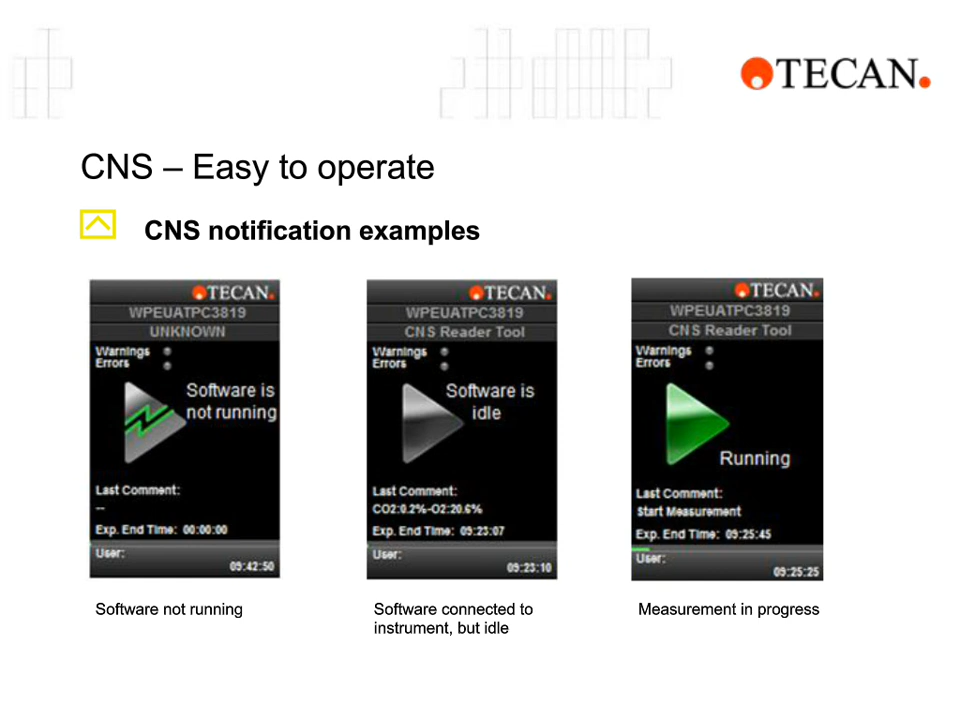 TECAN.
CNS – Easy to operate
CNS notification examples
TECAN.
WPEUATPC3819
UNKNOWN
Warnings
Errors
Software is
not running
Last Comment:
--
Exp. End Time: 00:00:00
User:
09:42:50
Software not running
TECAN.
WPEUATPC3819
CNS Reader Tool
Warnings
Errors
Software is
idle
Last Comment:
CO2:0.2%-O2:20.6%
Exp. End Time: 09:23:07
User:
09:23:10
Software connected to
instrument, but idle
TECAN.
WPEUATPC3819
CNS Reader Tool
Warnings
Errors
Running
Last Comment:
Start Measurement
Exp. End Time: 09:25:45
User:
09:25:25
Measurement in progress